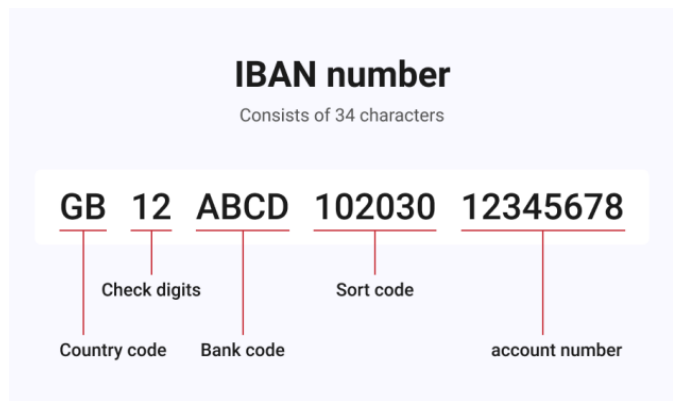 IBAN number
Consists of 34 characters
GB 12 ABCD 102030 12345678
Check digits Sort code
Country code Bank code account number